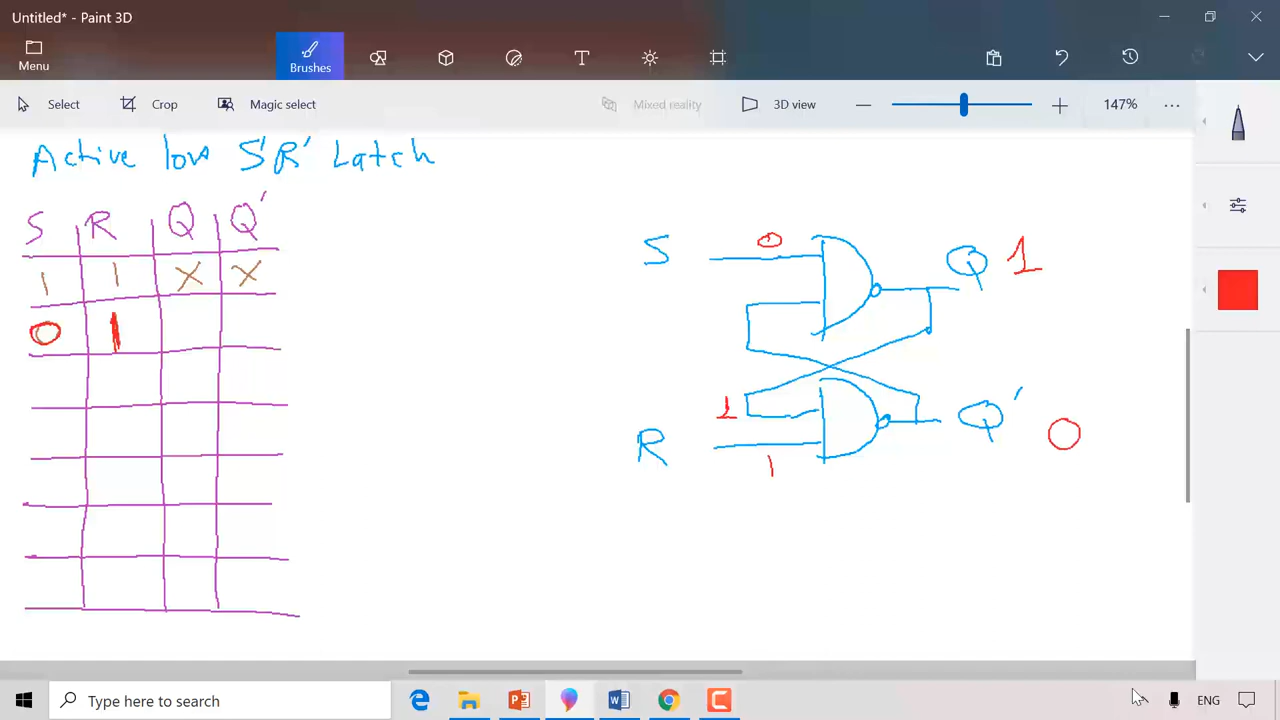 Untitled* - Paint 3D
Menu
Brushes
Select
Crop
Magic select
Mixed reality
3D view
147%
Active low S'R' Latch
S R Q Q'
1 1 X X
0 1
S 0 Q 1
1 Q' 0
R 1
Type here to search
ENG